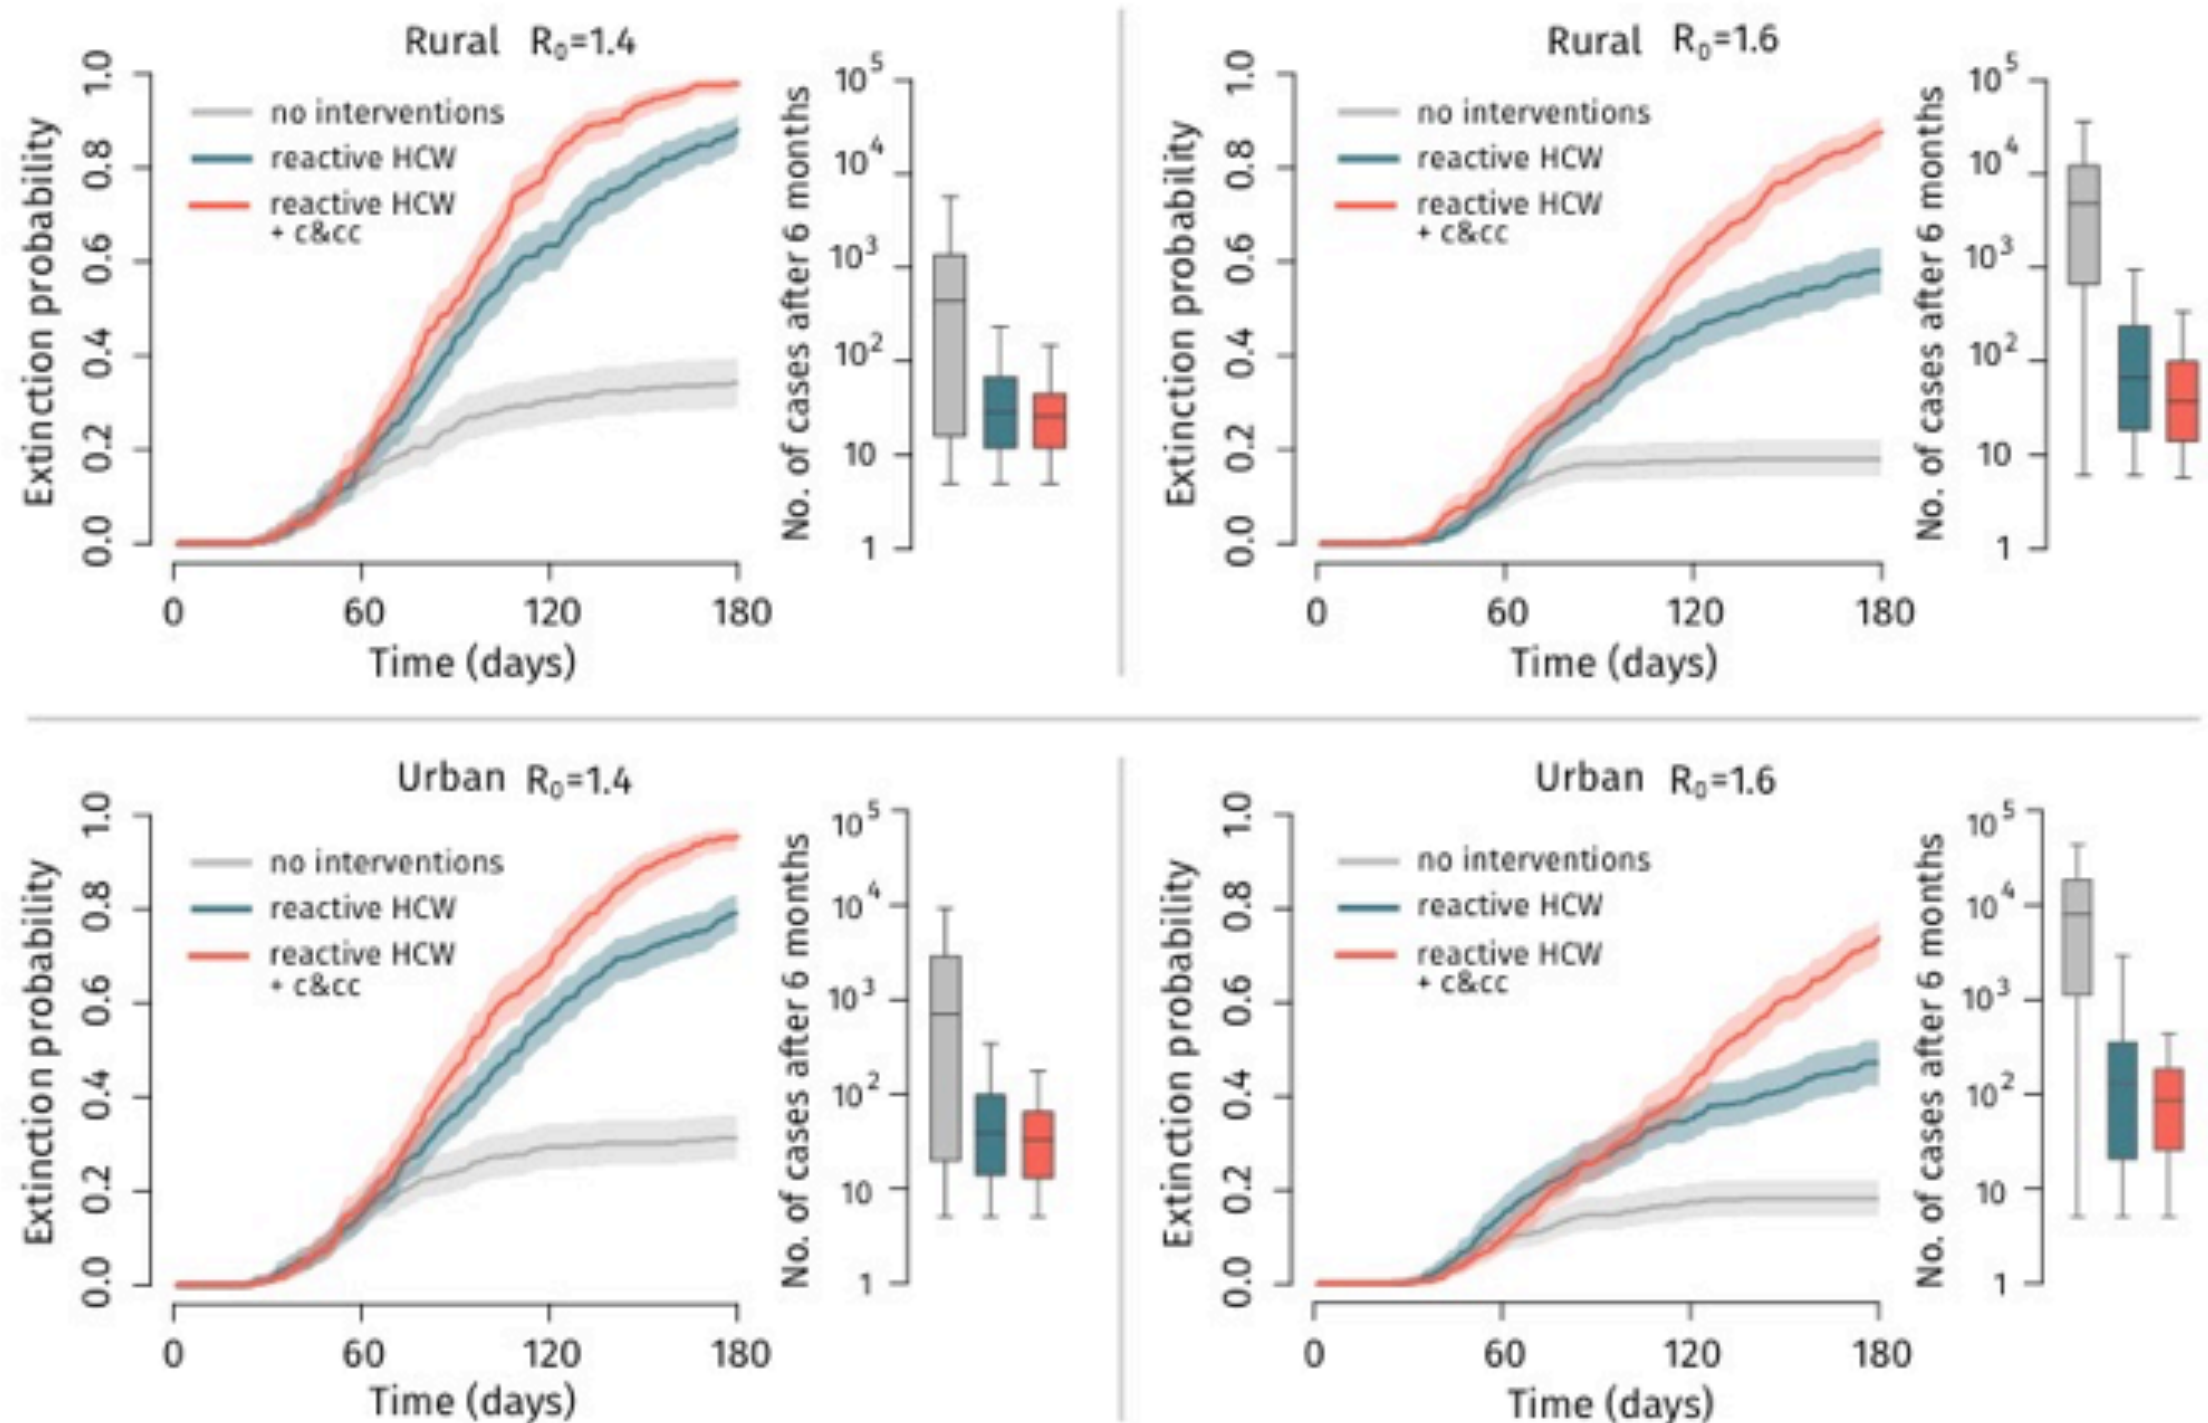 Rural R₀=1.4
Extinction probability
1.0
0.8
0.6
0.4
0.2
0.0
no interventions
reactive HCW
reactive HCW
+ c&cc
0 60 120 180
Time (days)
No. of cases after 6 months
10⁵
10⁴
10³
10²
10
1
Rural R₀=1.6
Extinction probability
1.0
0.8
0.6
0.4
0.2
0.0
no interventions
reactive HCW
reactive HCW
+ c&cc
0 60 120 180
Time (days)
No. of cases after 6 months
10⁵
10⁴
10³
10²
10
1
Urban R₀=1.4
Extinction probability
1.0
0.8
0.6
0.4
0.2
0.0
no interventions
reactive HCW
reactive HCW
+ c&cc
0 60 120 180
Time (days)
No. of cases after 6 months
10⁵
10⁴
10³
10²
10
1
Urban R₀=1.6
Extinction probability
1.0
0.8
0.6
0.4
0.2
0.0
no interventions
reactive HCW
reactive HCW
+ c&cc
0 60 120 180
Time (days)
No. of cases after 6 months
10⁵
10⁴
10³
10²
10
1